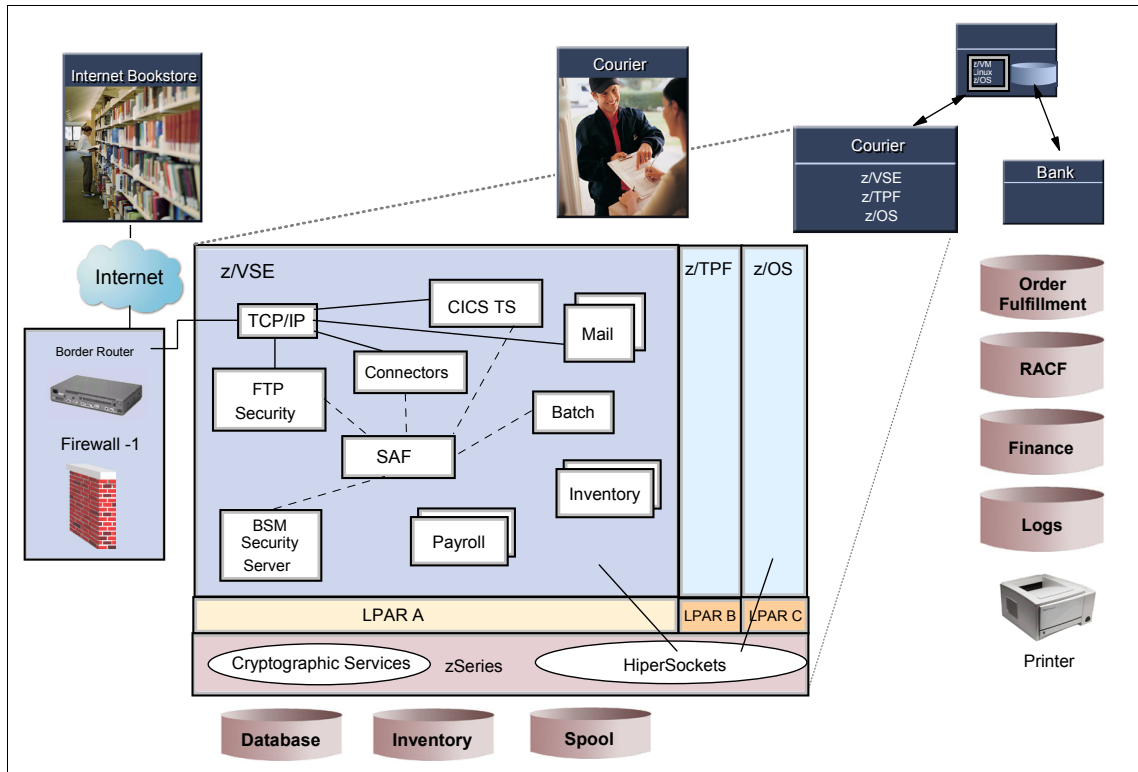 Internet Bookstore
Courier
z/VM
Linux
z/OS
Courier
z/VSE
z/TPF
z/OS
Bank
Internet
Border Router
Firewall -1
z/VSE
z/TPF
z/OS
TCP/IP
CICS TS
Mail
Connectors
FTP
Security
Batch
SAF
Inventory
BSM
Security
Server
Payroll
LPAR A
LPAR B
LPAR C
Cryptographic Services
zSeries
HiperSockets
Database
Inventory
Spool
Order
Fulfillment
RACF
Finance
Logs
Printer